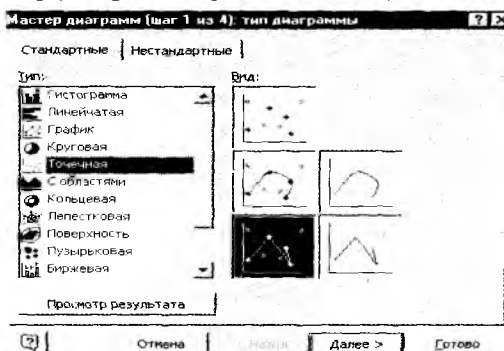 Мастер диаграмм (шаг 1 из 4): тип диаграммы
Стандартные Нестандартные
Тип: Вид:
Гистограмма
Линейчатая
График
Круговая
Точечная
С областями
Кольцевая
Лепестковая
Поверхность
Пузырьковая
Биржевая
Просмотр результата
Отмена < Назад Далее > Готово